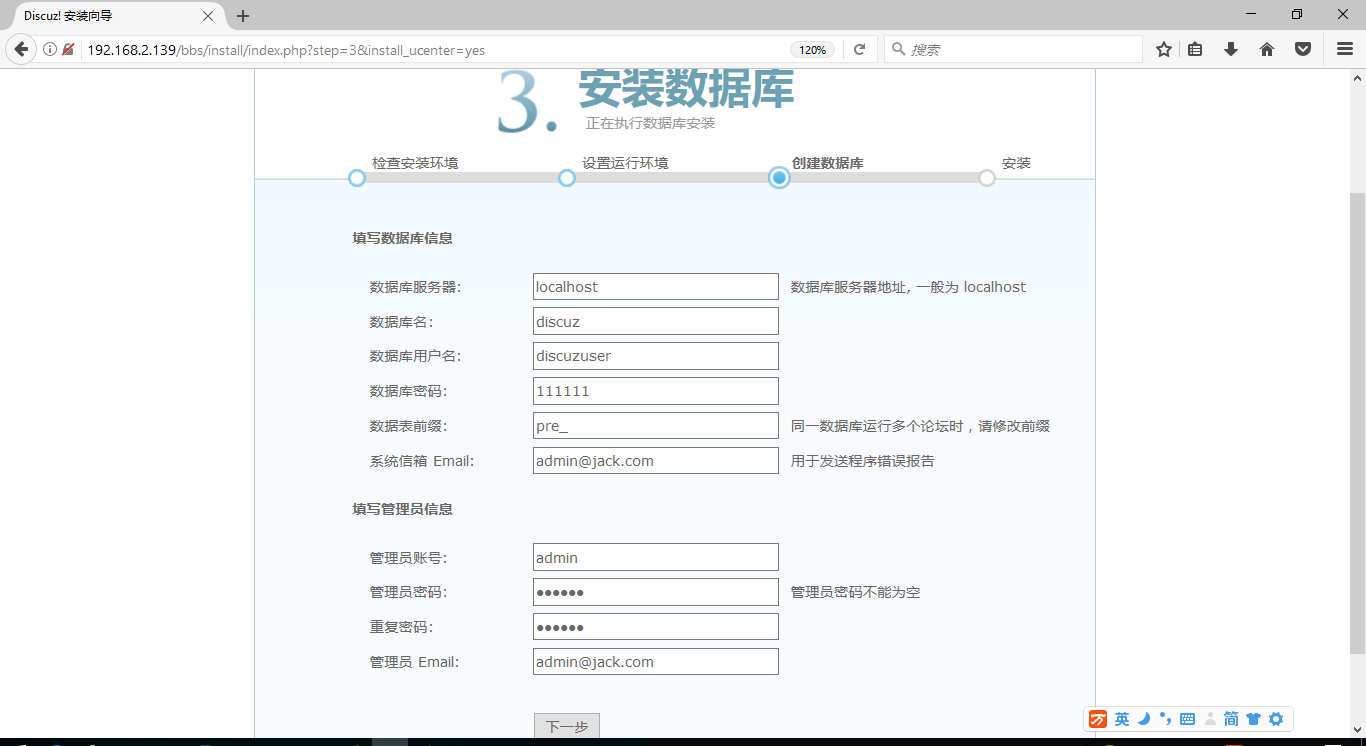 Discuz! 安装向导
192.168.2.139/bbs/install/index.php?step=3&install_ucenter=yes
120%
搜索
3.
安装数据库
正在执行数据库安装
检查安装环境
设置运行环境
创建数据库
安装
填写数据库信息
数据库服务器: localhost 数据库服务器地址, 一般为 localhost
数据库名: discuz
数据库用户名: discuzuser
数据库密码: 111111
数据表前缀: pre_ 同一数据库运行多个论坛时，请修改前缀
系统信箱 Email: admin@jack.com 用于发送程序错误报告
填写管理员信息
管理员账号: admin
管理员密码: ●●●●●● 管理员密码不能为空
重复密码: ●●●●●●
管理员 Email: admin@jack.com
下一步
英
简